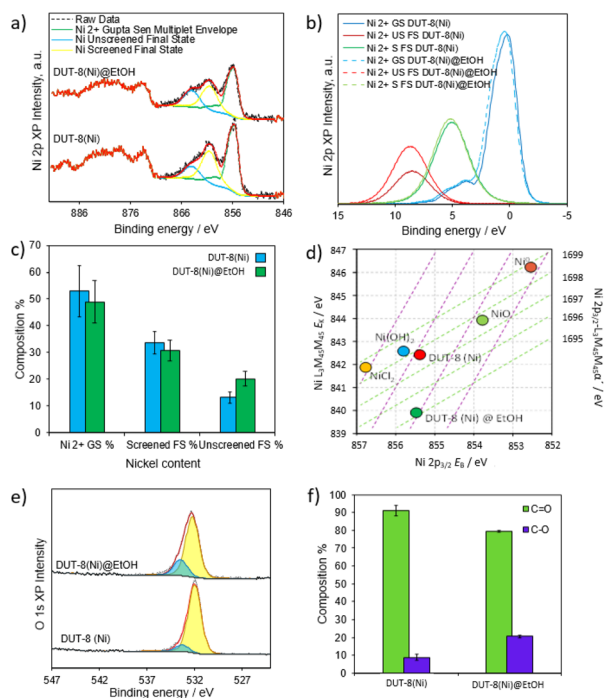 a)
Raw Data
Ni 2+ Gupta Sen Multiplet Envelope
Ni Unscreened Final State
Ni Screened Final State
DUT-8(Ni)@EtOH
DUT-8(Ni)
Ni 2p XP Intensity, a.u.
886 876 866 856 846
Binding energy / eV
b)
Ni 2+ GS DUT-8(Ni)
Ni 2+ US FS DUT-8(Ni)
Ni 2+ S FS DUT-8(Ni)
Ni 2+ GS DUT-8(Ni)@EtOH
Ni 2+ US FS DUT-8(Ni)@EtOH
Ni 2+ S FS DUT-8(Ni)@EtOH
Ni 2p XP Intensity, a.u.
15 10 5 0 -5
Binding energy / eV
c)
DUT-8(Ni)
DUT-8(Ni)@EtOH
Composition %
70
60
50
40
30
20
10
0
Ni 2+ GS % Screened FS % Unscreened FS %
Nickel content
d)
847
846
845
844
843
842
841
840
839
Ni L₃M₄₅M₄₅ Eₖ / eV
1699
1698
1697
1696
1695
Ni 2p₃/₂-L₃M₄₅M₄₅α' / eV
NiO
Ni(OH)₂
DUT-8 (Ni)
NiCl₂
DUT-8 (Ni) @ EtOH
857 856 855 854 853 852
Ni 2p₃/₂ E_B / eV
e)
O 1s XP Intensity
DUT-8(Ni)@EtOH
DUT-8 (Ni)
547 542 537 532 527
Binding energy / eV
f)
C=O
C-O
Composition %
100
90
80
70
60
50
40
30
20
10
0
DUT-8(Ni) DUT-8(Ni)@EtOH